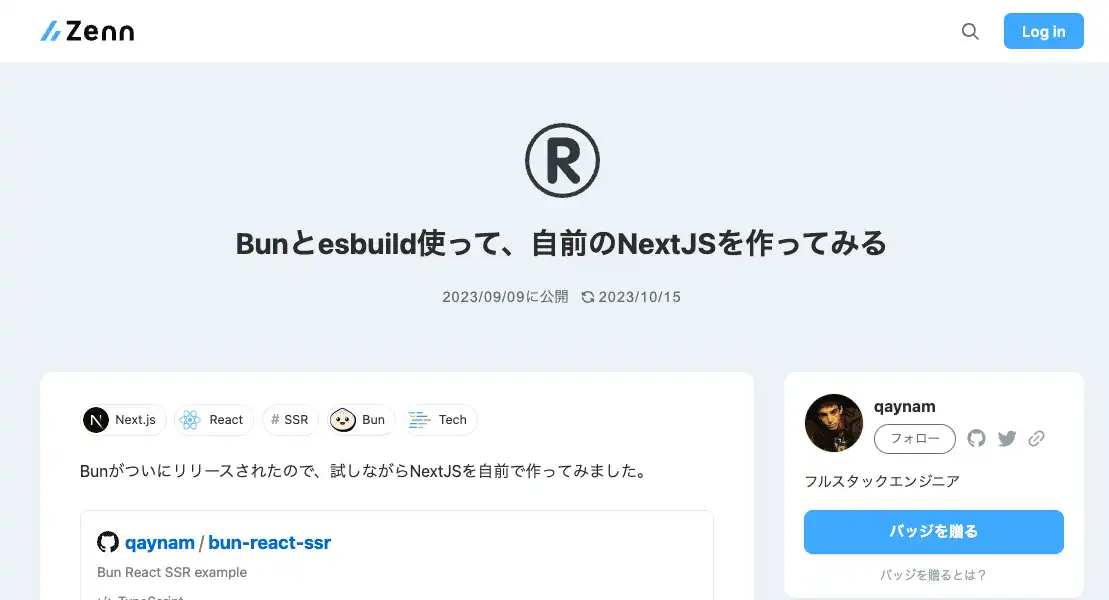 Zenn
Log in
R
Bunとesbuild使って、自前のNextJSを作ってみる
2023/09/09に公開 2023/10/15
Next.js React # SSR Bun Tech
Bunがついにリリースされたので、試しながらNextJSを自前で作ってみました。
qaynam / bun-react-ssr
Bun React SSR example
TypeScript
qaynam
フォロー
フルスタックエンジニア
バッジを贈る
バッジを贈るとは？